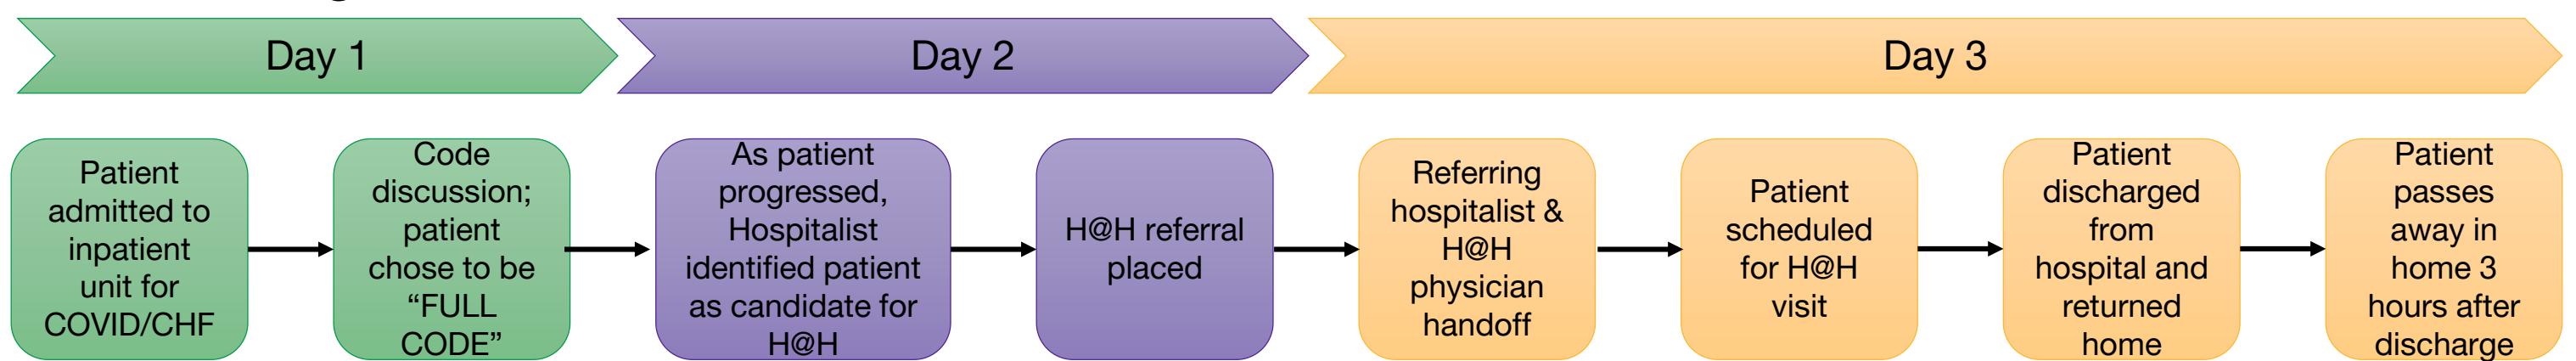 Day 1
Day 2
Day 3
Patient
admitted to
inpatient
unit for
COVID/CHF
Code
discussion;
patient
chose to be
“FULL
CODE”
As patient
progressed,
Hospitalist
identified patient
as candidate for
H@H
H@H referral
placed
Referring
hospitalist &
H@H
physician
handoff
Patient
scheduled
for H@H
visit
Patient
discharged
from
hospital and
returned
home
Patient
passes
away in
home 3
hours after
discharge